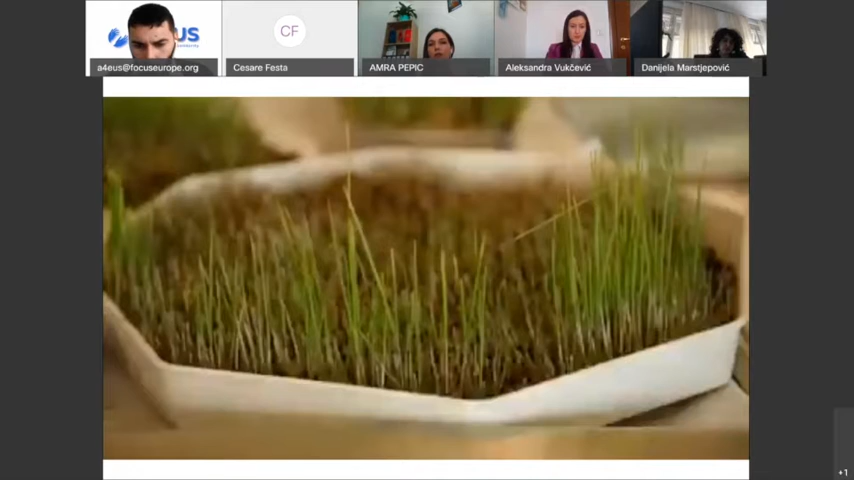 US
CF
a4eus@focuseurope.org
Cesare Festa
AMRA PEPIC
Aleksandra Vukčević
Danijela Marstjepović
+1